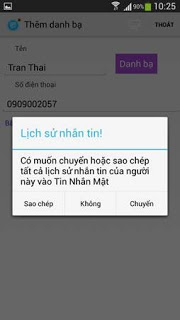 10:25
Thêm danh bạ
THOÁT
Tên
Tran Thai
Danh bạ
Số điện thoại
0909002057
Lịch sử nhắn tin!
Có muốn chuyển hoặc sao chép
tất cả lịch sử nhắn tin của người
này vào Tin Nhắn Mật
Sao chép
Không
Chuyển